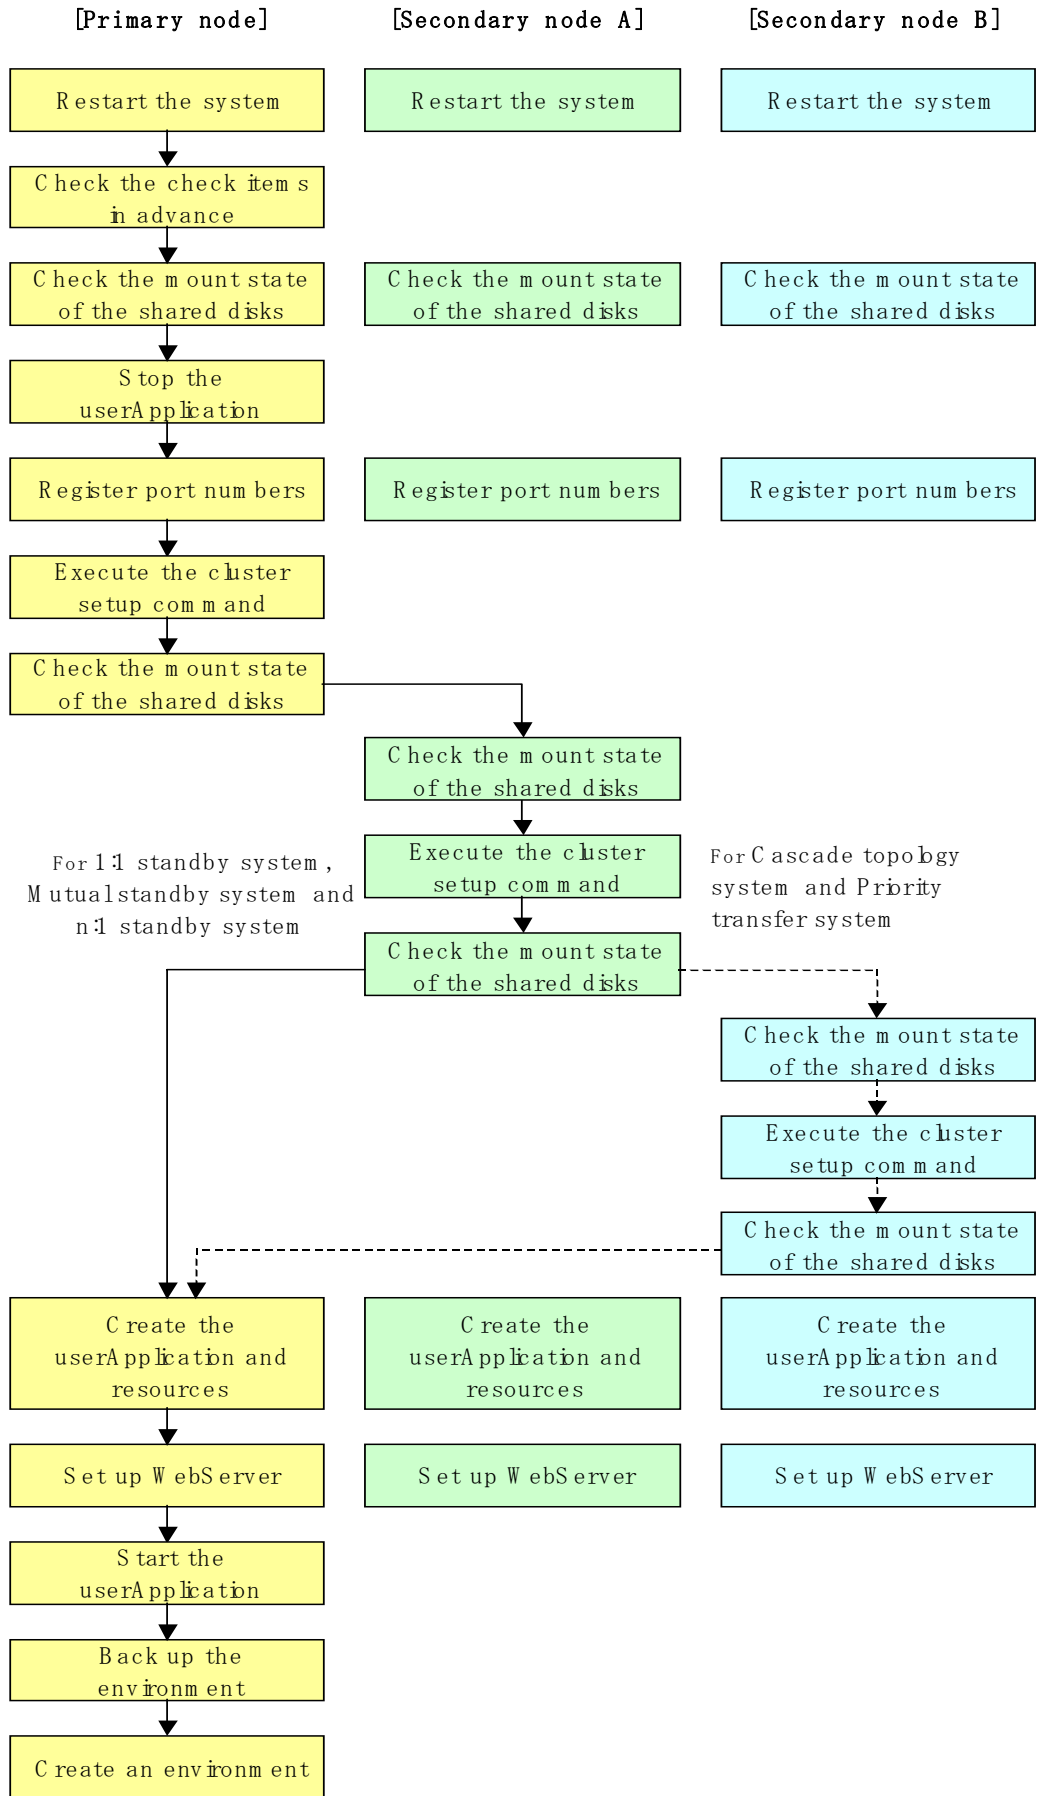 [Primary node]
[Secondary node A]
[Secondary node B]
Restart the system
Restart the system
Restart the system
Check the check items
in advance
Check the mount state
of the shared disks
Check the mount state
of the shared disks
Check the mount state
of the shared disks
Stop the
userApplication
Register port numbers
Register port numbers
Register port numbers
Execute the cluster
setup command
Check the mount state
of the shared disks
Check the mount state
of the shared disks
Execute the cluster
setup command
For 1:1 standby system,
Mutual standby system and
n:1 standby system
For Cascade topology
system and Priority
transfer system
Check the mount state
of the shared disks
Check the mount state
of the shared disks
Execute the cluster
setup command
Check the mount state
of the shared disks
Create the
userApplication and
resources
Create the
userApplication and
resources
Create the
userApplication and
resources
Set up WebServer
Set up WebServer
Set up WebServer
Start the
userApplication
Back up the
environment
Create an environment